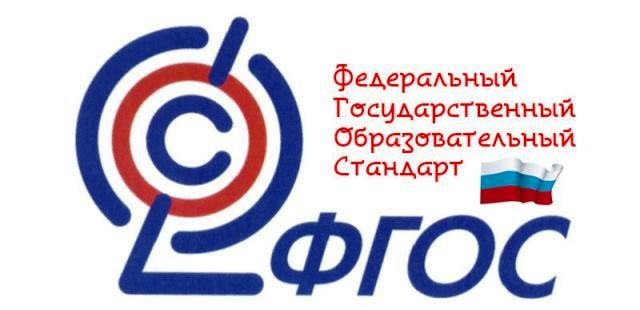 Федеральный
Государственный
Образовательный
Стандарт
ФГОС